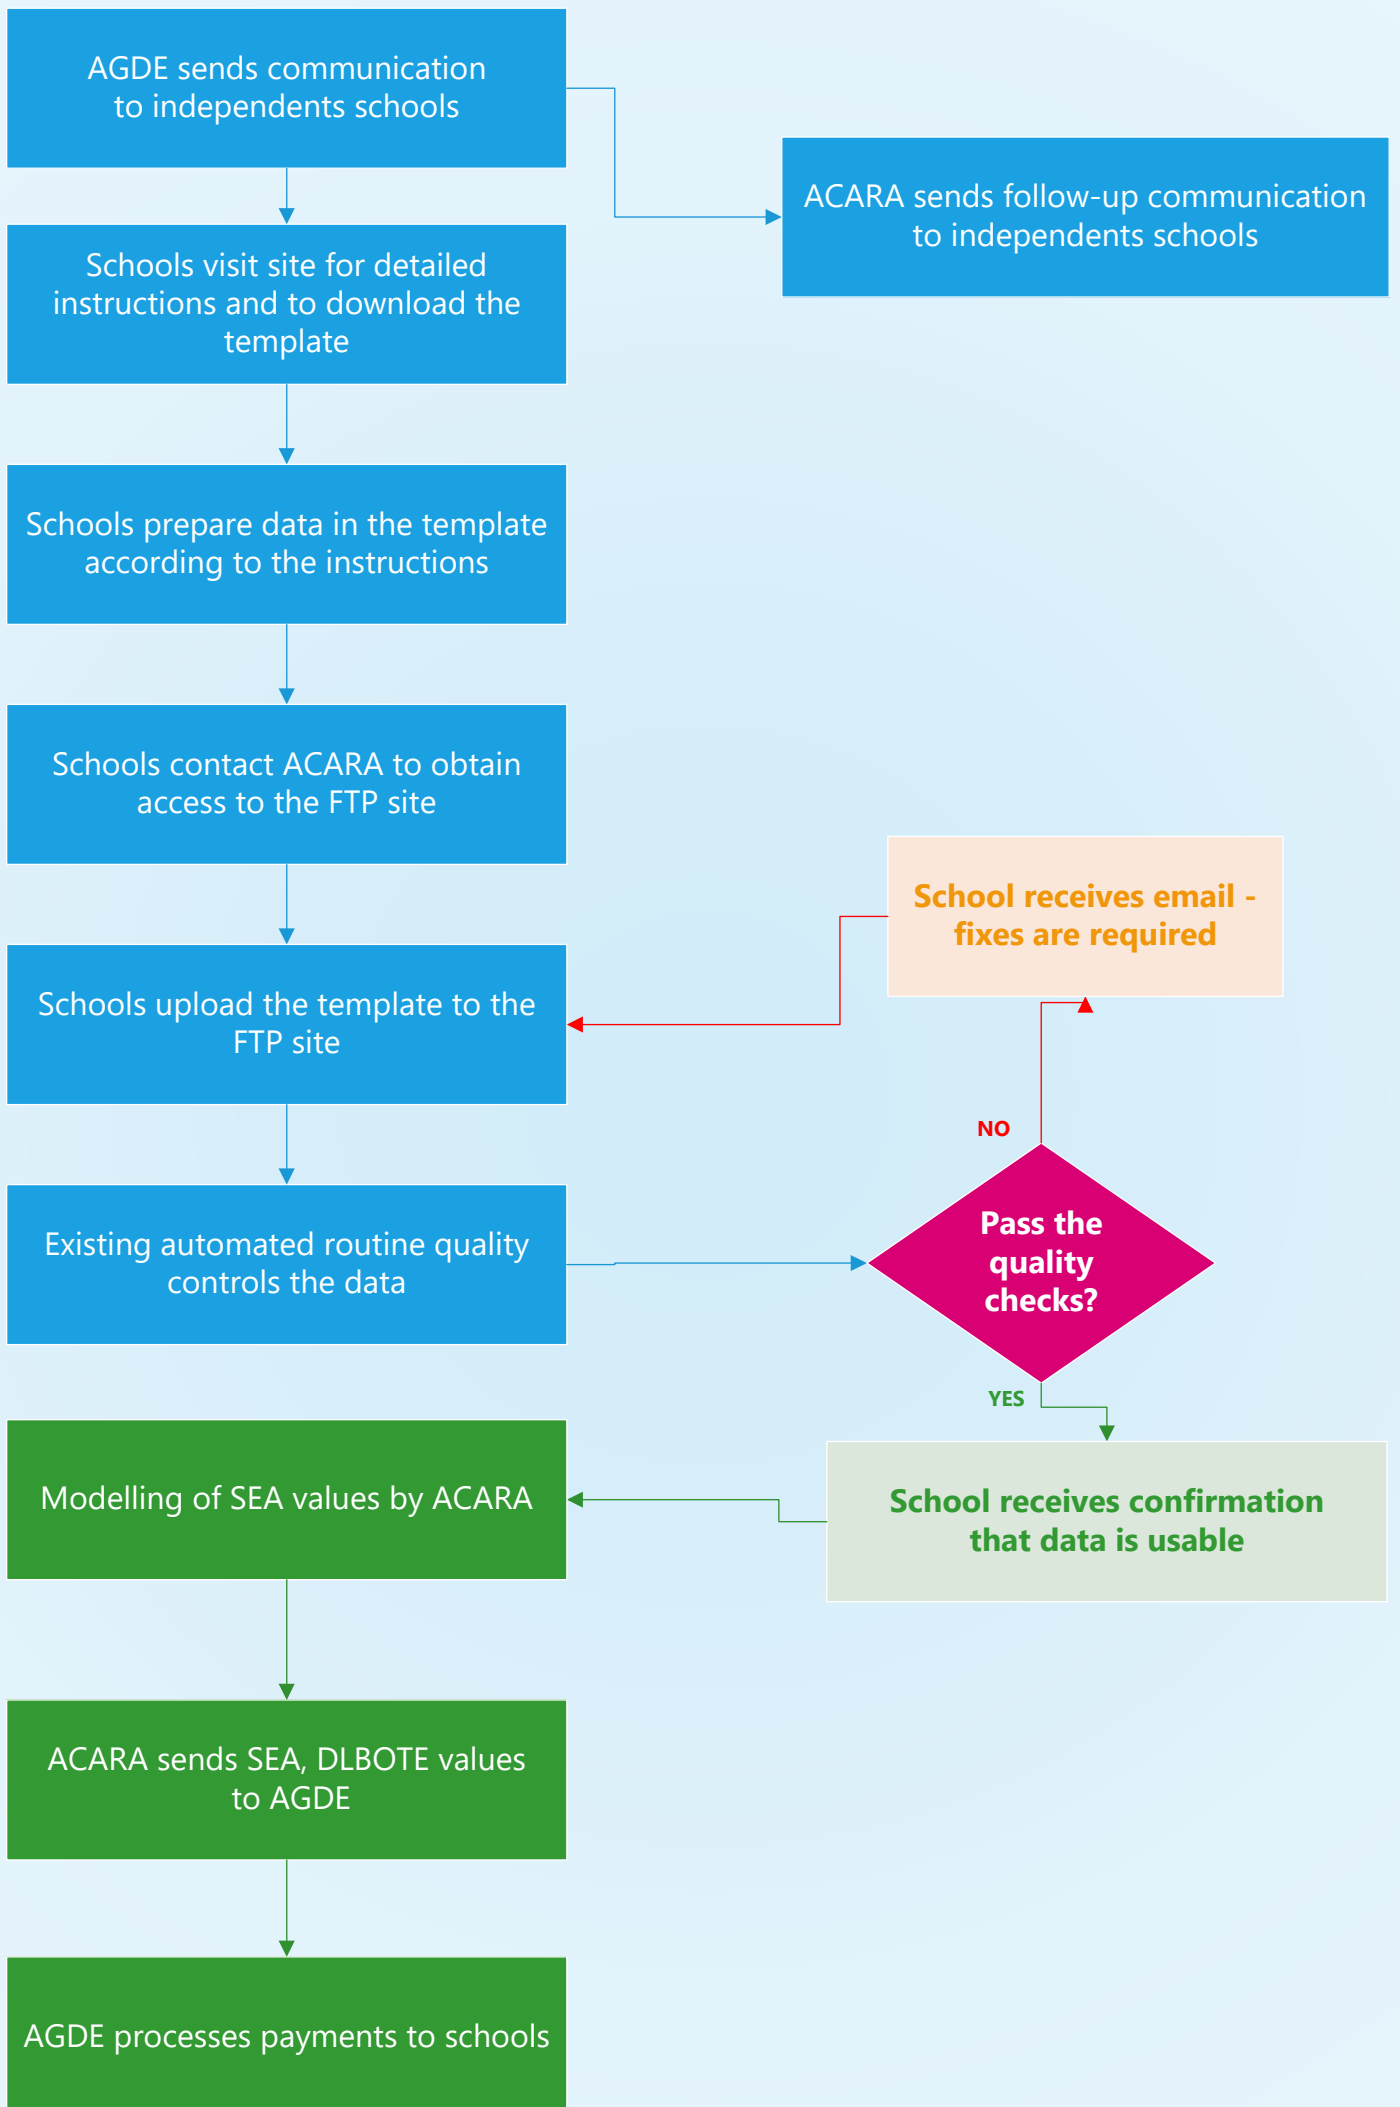 AGDE sends communication
to independents schools
ACARA sends follow-up communication
to independents schools
Schools visit site for detailed
instructions and to download the
template
Schools prepare data in the template
according to the instructions
Schools contact ACARA to obtain
access to the FTP site
School receives email -
fixes are required
Schools upload the template to the
FTP site
NO
Existing automated routine quality
controls the data
Pass the
quality
checks?
YES
Modelling of SEA values by ACARA
School receives confirmation
that data is usable
ACARA sends SEA, DLBOTE values
to AGDE
AGDE processes payments to schools